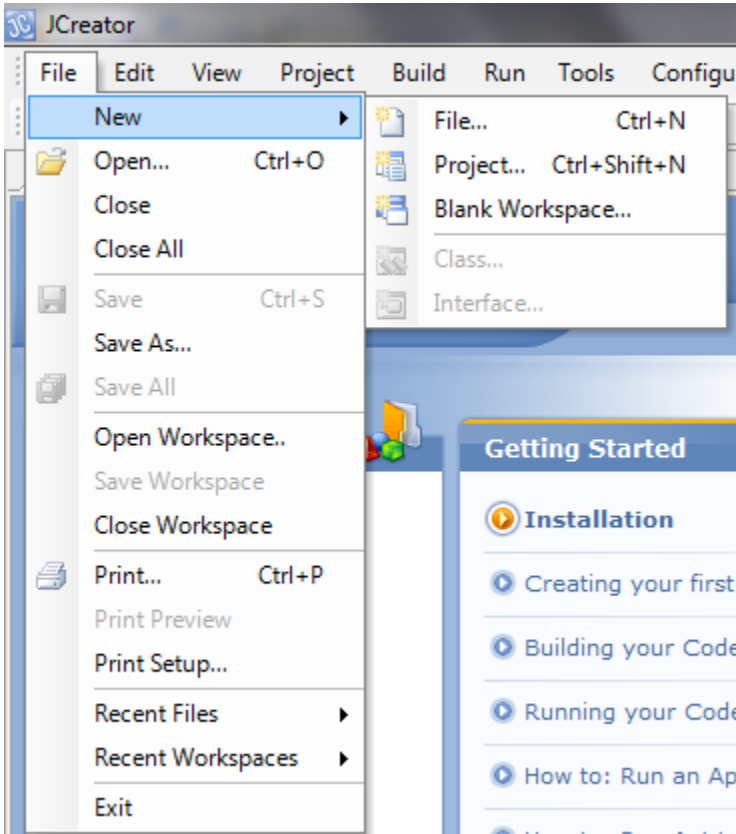 JCreator
File Edit View Project Build Run Tools Configu
New
File... Ctrl+N
Open... Ctrl+O
Project... Ctrl+Shift+N
Close
Blank Workspace...
Close All
Class...
Save Ctrl+S
Interface...
Save As...
Save All
Open Workspace..
Save Workspace
Close Workspace
Print... Ctrl+P
Print Preview
Print Setup...
Recent Files
Recent Workspaces
Exit
Getting Started
Installation
Creating your first
Building your Code
Running your Code
How to: Run an Ap